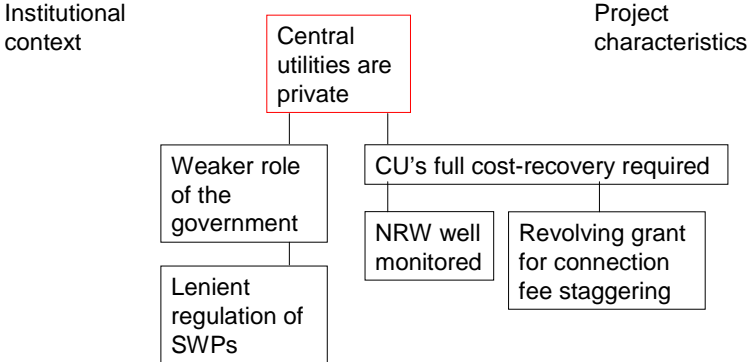 Institutional
context
Project
characteristics
Central
utilities are
private
Weaker role
of the
government
CU's full cost-recovery required
NRW well
monitored
Revolving grant
for connection
fee staggering
Lenient
regulation of
SWPs